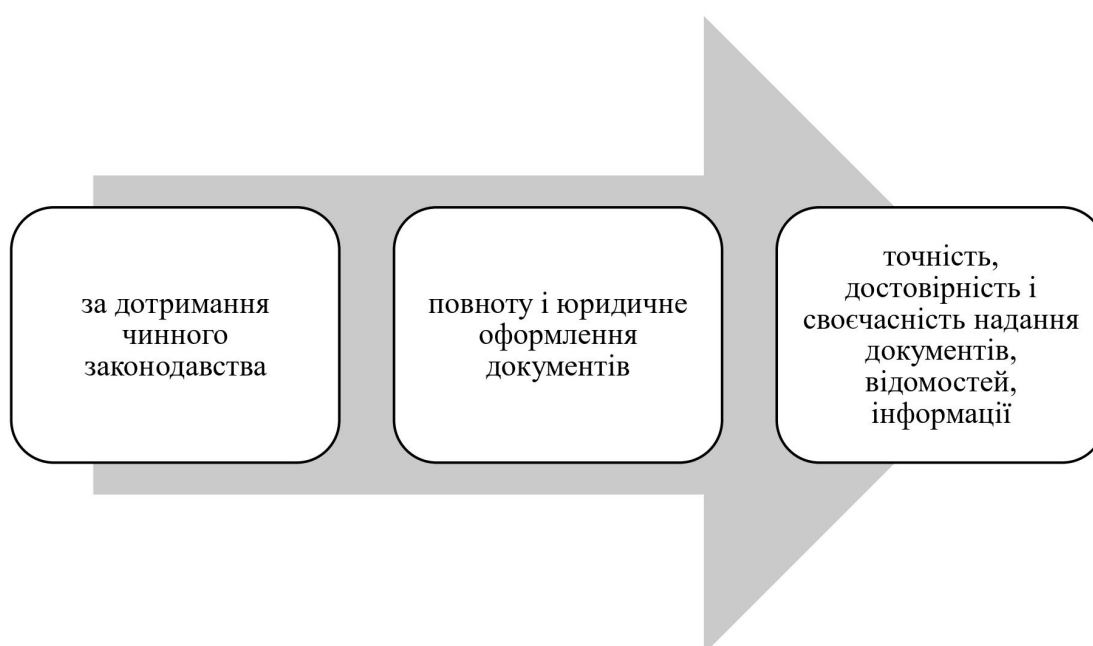 за дотримання
чинного
законодавства
повноту і юридичне
оформлення
документів
точність,
достовірність і
своєчасність надання
документів,
відомостей,
інформації